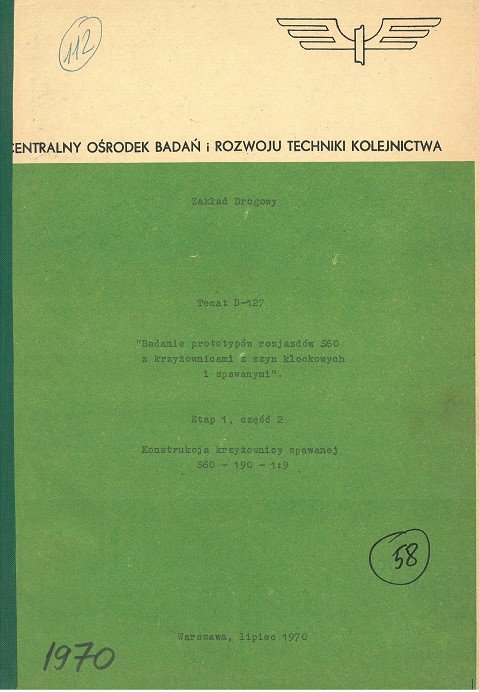 112
CENTRALNY OŚRODEK BADAŃ i ROZWOJU TECHNIKI KOLEJNICTWA
Zakład Drogowy
Temat D-127
"Badanie prototypów rozjazdów S60
z krzyżownicami z szyn klockowych
i spawanymi".
Etap 1, część 2
Konstrukcja krzyżownicy spawanej
S60 - 190 - 1:9
58
Warszawa, lipiec 1970
1970